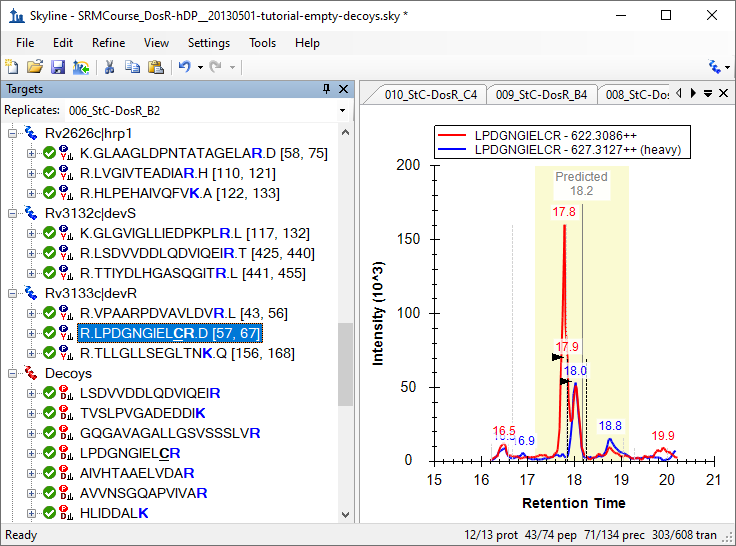 Skyline - SRMCourse_DosR-hDP__20130501-tutorial-empty-decoys.sky *
File Edit Refine View Settings Tools Help
Targets
Replicates: 006_StC-DosR_B2
Rv2626c|hrp1
K.GLAAGLDPNTATAGELAR.D [58, 75]
R.LVGIVTEADIAR.H [110, 121]
R.HLPEHAIVQFVK.A [122, 133]
Rv3132c|devS
K.GLGVIGLLIEDPKPLR.L [117, 132]
R.LSDVVDDLQDVIQEIR.T [425, 440]
R.TTIYDLHGASQGITR.L [441, 455]
Rv3133c|devR
R.VPAARPDVAVLDVR.L [43, 56]
R.LPDGNGIELCR.D [57, 67]
R.TLLGLLSEGLTNK.Q [156, 168]
Decoys
LSDVVDDLQDVIQEIR
TVSLPVGADEDDIK
GQGAVAGALLGSVSSSLVR
LPDGNGIELCR
AIVHTAAELVDAR
AVVNSGQAPVIVAR
HLIDDALK
010_StC-DosR_C4 009_StC-DosR_B4 008_StC-Dos
LPDGNGIELCR - 622.3086++
LPDGNGIELCR - 627.3127++ (heavy)
Predicted
18.2
17.8
17.9
18.0
16.5
6.9
18.8
19.9
200
150
100
50
0
Intensity (10^3)
15 16 17 18 19 20 21
Retention Time
Ready 12/13 prot 43/74 pep 71/134 prec 303/608 tran